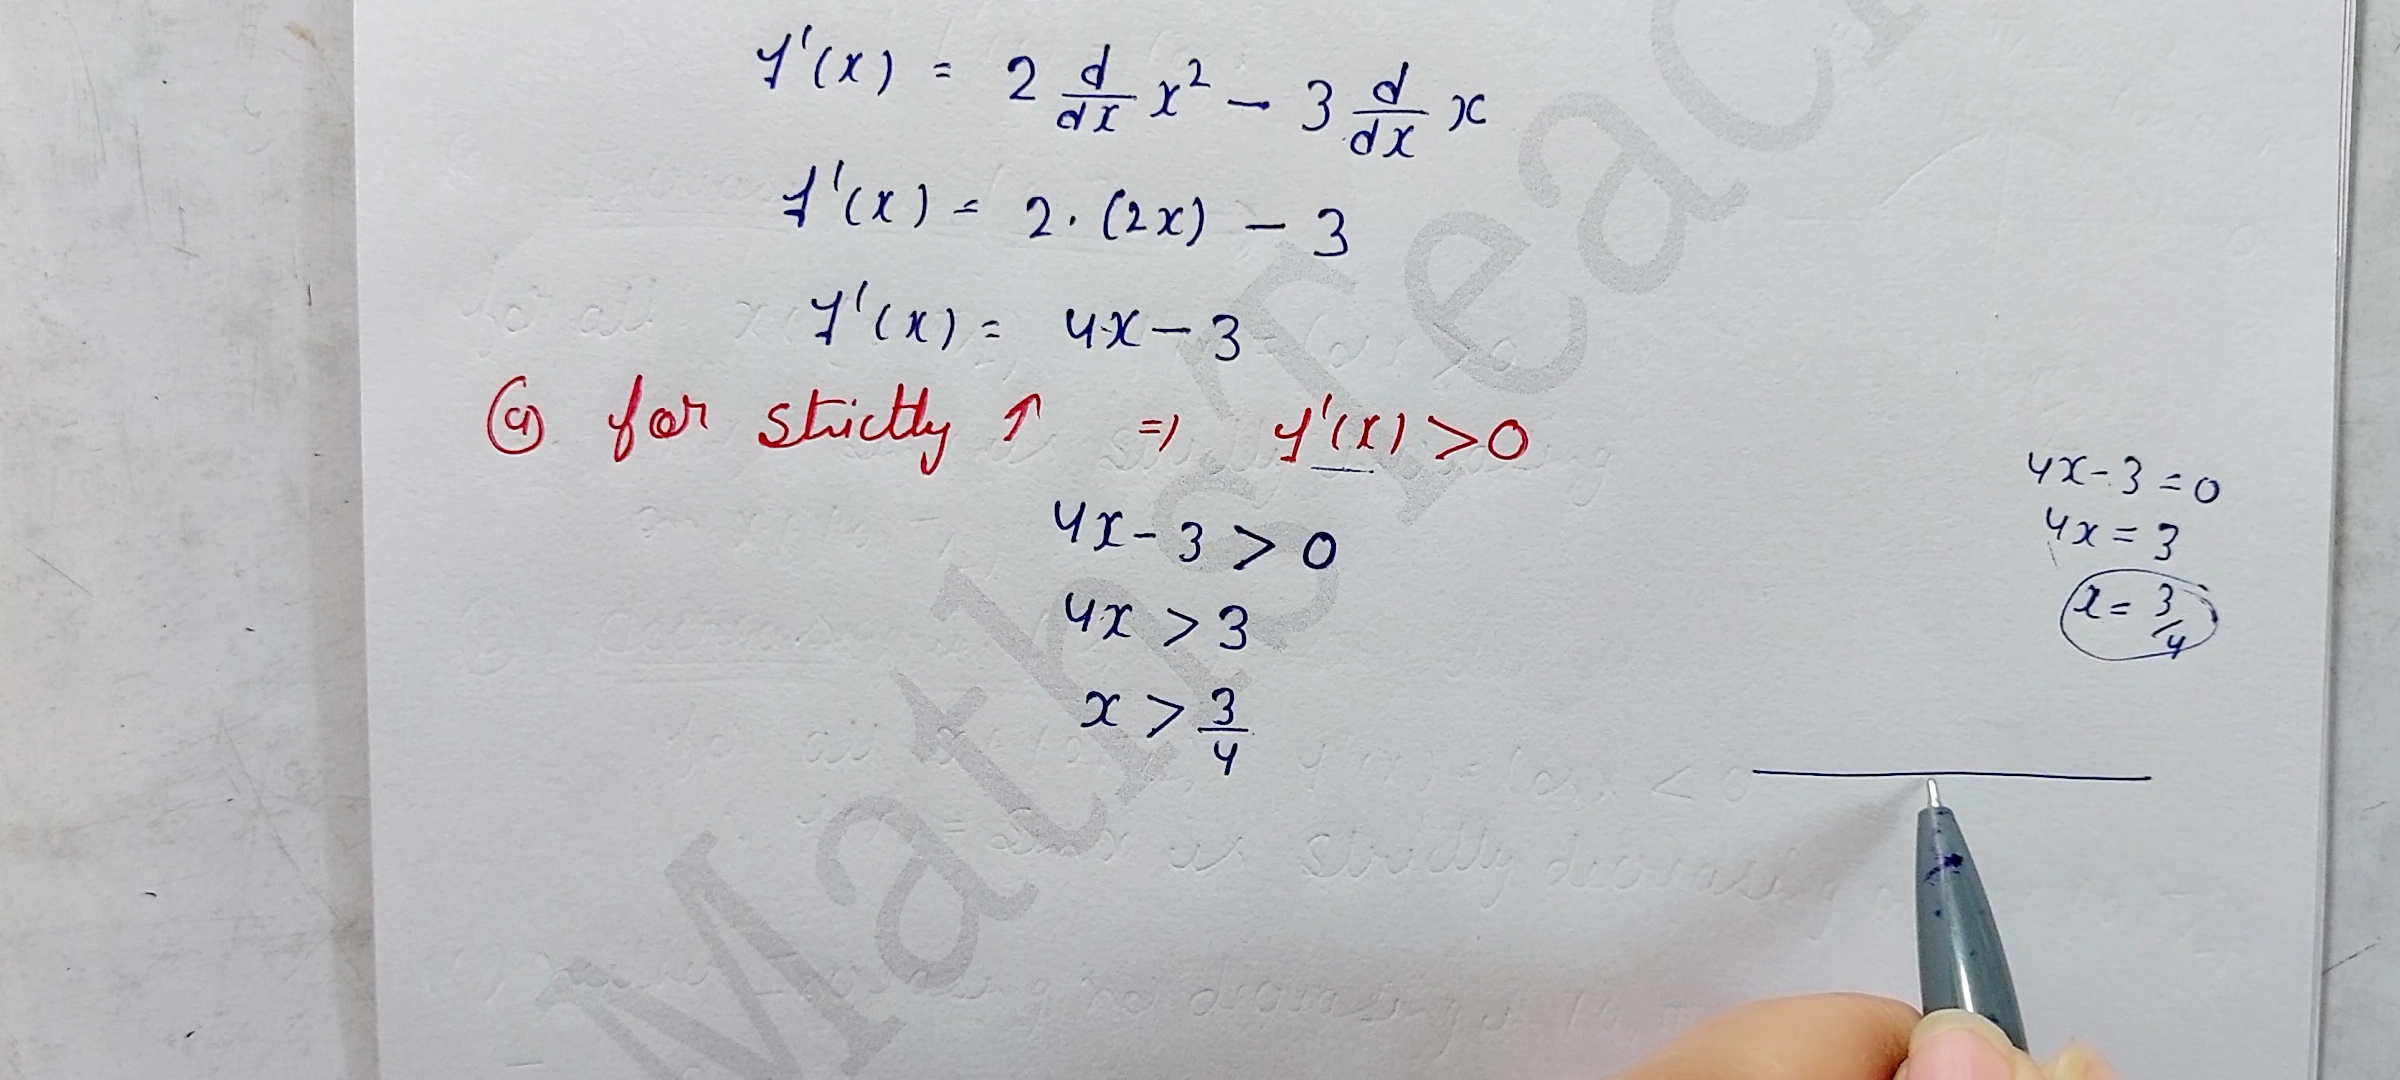 f'(x) = 2 d/dx x² - 3 d/dx x
f'(x) = 2 · (2x) - 3
f'(x) = 4x - 3
(a) for strictly ↑ ⇒ f'(x) > 0
4x - 3 > 0
4x > 3
x > 3/4
4x - 3 = 0
4x = 3
x = 3/4